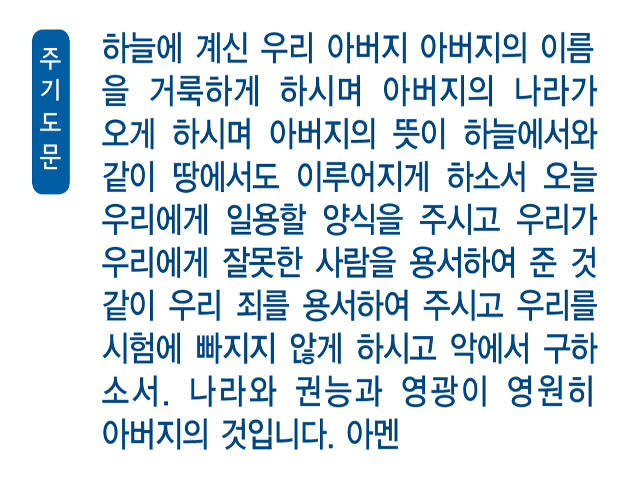 주기도문
하늘에 계신 우리 아버지 아버지의 이름
을 거룩하게 하시며 아버지의 나라가
오게 하시며 아버지의 뜻이 하늘에서와
같이 땅에서도 이루어지게 하소서 오늘
우리에게 일용할 양식을 주시고 우리가
우리에게 잘못한 사람을 용서하여 준 것
같이 우리 죄를 용서하여 주시고 우리를
시험에 빠지지 않게 하시고 악에서 구하
소서. 나라와 권능과 영광이 영원히
아버지의 것입니다. 아멘